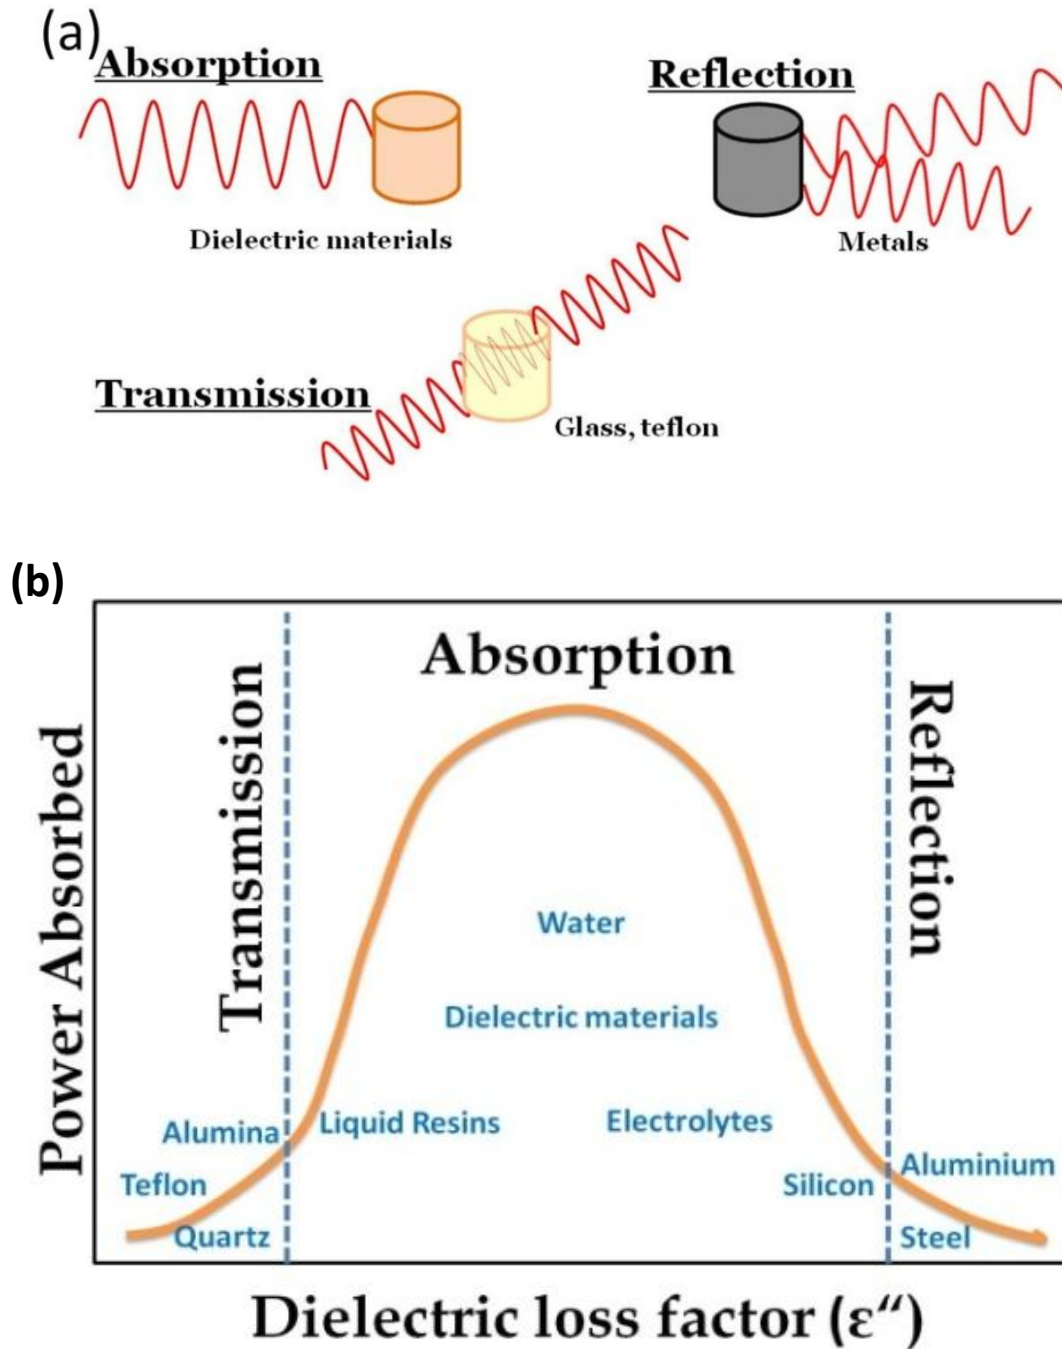 (a)
Absorption
Reflection
Dielectric materials
Metals
Transmission
Glass, teflon
(b)
Absorption
Transmission
Reflection
Power Absorbed
Water
Dielectric materials
Liquid Resins
Electrolytes
Alumina
Teflon
Quartz
Silicon
Aluminium
Steel
Dielectric loss factor (ε“)